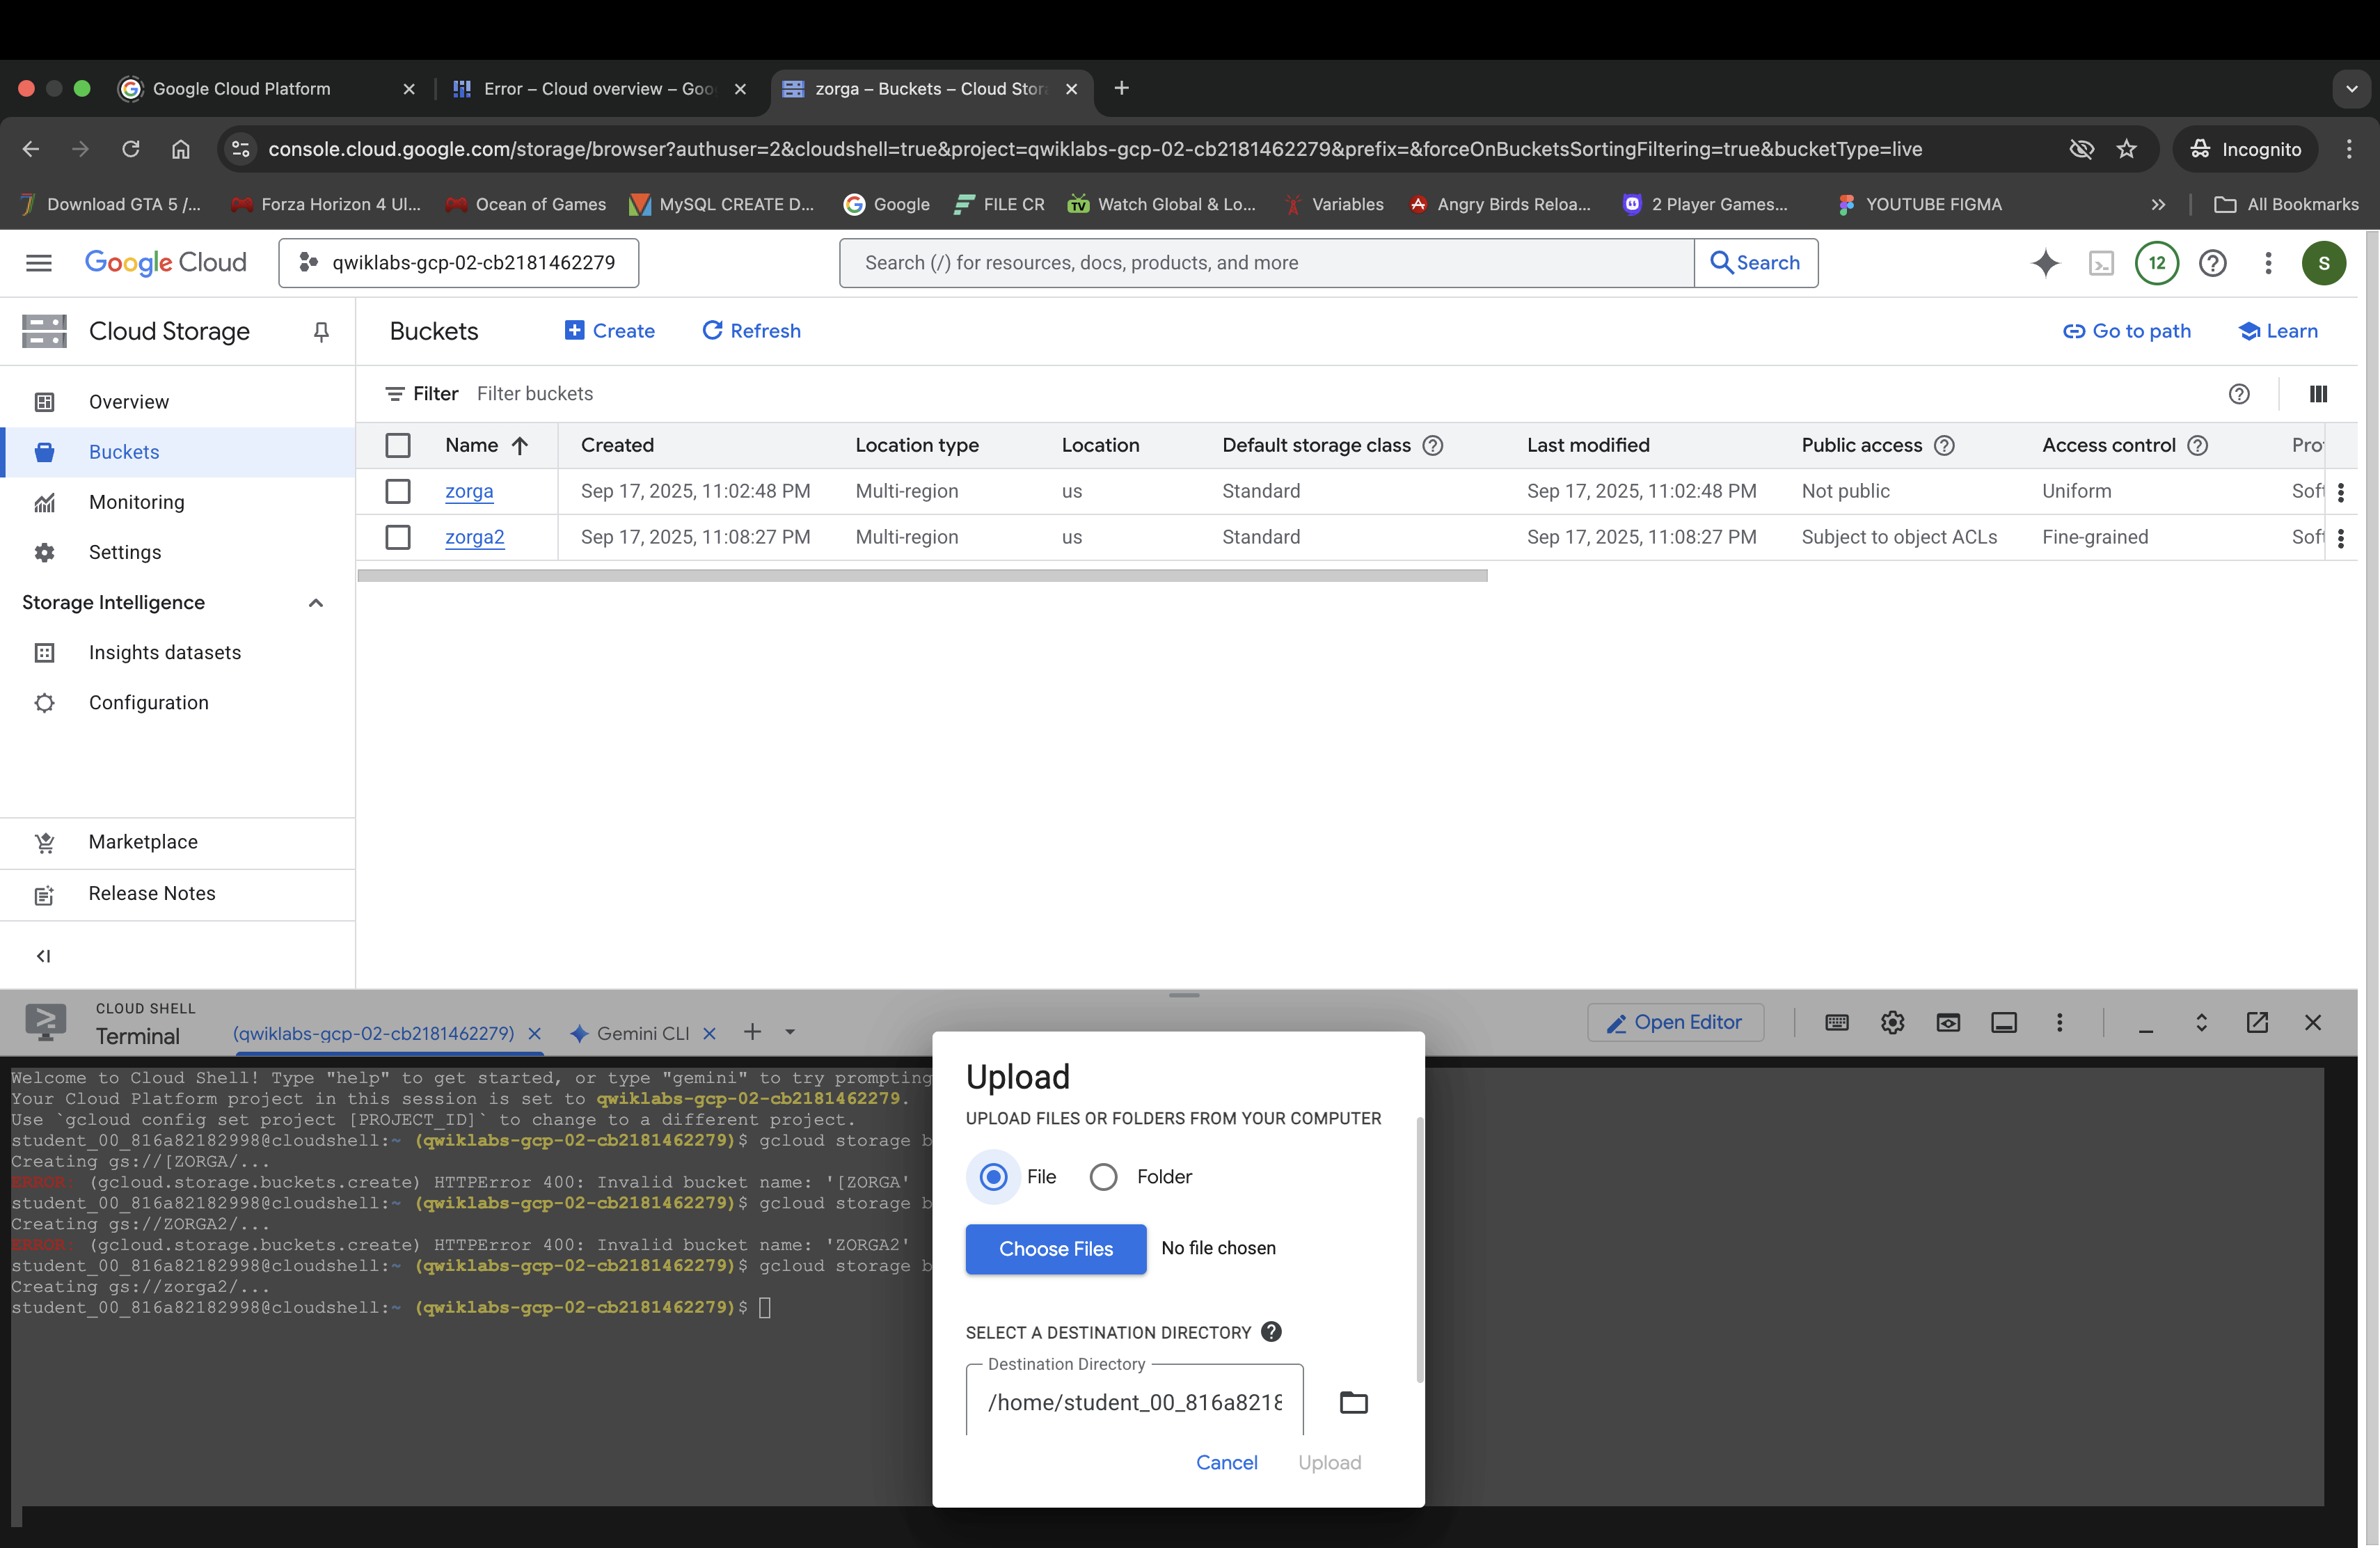 Google Cloud Platform
Error – Cloud overview – Goo
zorga – Buckets – Cloud Stor
console.cloud.google.com/storage/browser?authuser=2&cloudshell=true&project=qwiklabs-gcp-02-cb2181462279&prefix=&forceOnBucketsSortingFiltering=true&bucketType=live
Incognito
Download GTA 5 /...
Forza Horizon 4 Ul...
Ocean of Games
MySQL CREATE D...
Google
FILE CR
Watch Global & Lo...
Variables
Angry Birds Reloa...
2 Player Games...
YOUTUBE FIGMA
All Bookmarks
Google Cloud
qwiklabs-gcp-02-cb2181462279
Search (/) for resources, docs, products, and more
Search
12
S
Cloud Storage
Buckets
Create
Refresh
Go to path
Learn
Overview
Buckets
Monitoring
Settings
Storage Intelligence
Insights datasets
Configuration
Marketplace
Release Notes
Filter Filter buckets
Name Created Location type Location Default storage class Last modified Public access Access control Pro
zorga Sep 17, 2025, 11:02:48 PM Multi-region us Standard Sep 17, 2025, 11:02:48 PM Not public Uniform Soft
zorga2 Sep 17, 2025, 11:08:27 PM Multi-region us Standard Sep 17, 2025, 11:08:27 PM Subject to object ACLs Fine-grained Soft
CLOUD SHELL
Terminal
(qwiklabs-gcp-02-cb2181462279)
Gemini CLI
Open Editor
Welcome to Cloud Shell! Type "help" to get started, or type "gemini" to try prompting
Your Cloud Platform project in this session is set to qwiklabs-gcp-02-cb2181462279.
Use `gcloud config set project [PROJECT_ID]` to change to a different project.
student_00_816a82182998@cloudshell:~ (qwiklabs-gcp-02-cb2181462279)$ gcloud storage b
Creating gs://[ZORGA/...
ERROR: (gcloud.storage.buckets.create) HTTPError 400: Invalid bucket name: '[ZORGA'
student_00_816a82182998@cloudshell:~ (qwiklabs-gcp-02-cb2181462279)$ gcloud storage b
Creating gs://ZORGA2/...
ERROR: (gcloud.storage.buckets.create) HTTPError 400: Invalid bucket name: 'ZORGA2'
student_00_816a82182998@cloudshell:~ (qwiklabs-gcp-02-cb2181462279)$ gcloud storage b
Creating gs://zorga2/...
student_00_816a82182998@cloudshell:~ (qwiklabs-gcp-02-cb2181462279)$
Upload
UPLOAD FILES OR FOLDERS FROM YOUR COMPUTER
File
Folder
Choose Files No file chosen
SELECT A DESTINATION DIRECTORY
Destination Directory
/home/student_00_816a8218
Cancel
Upload